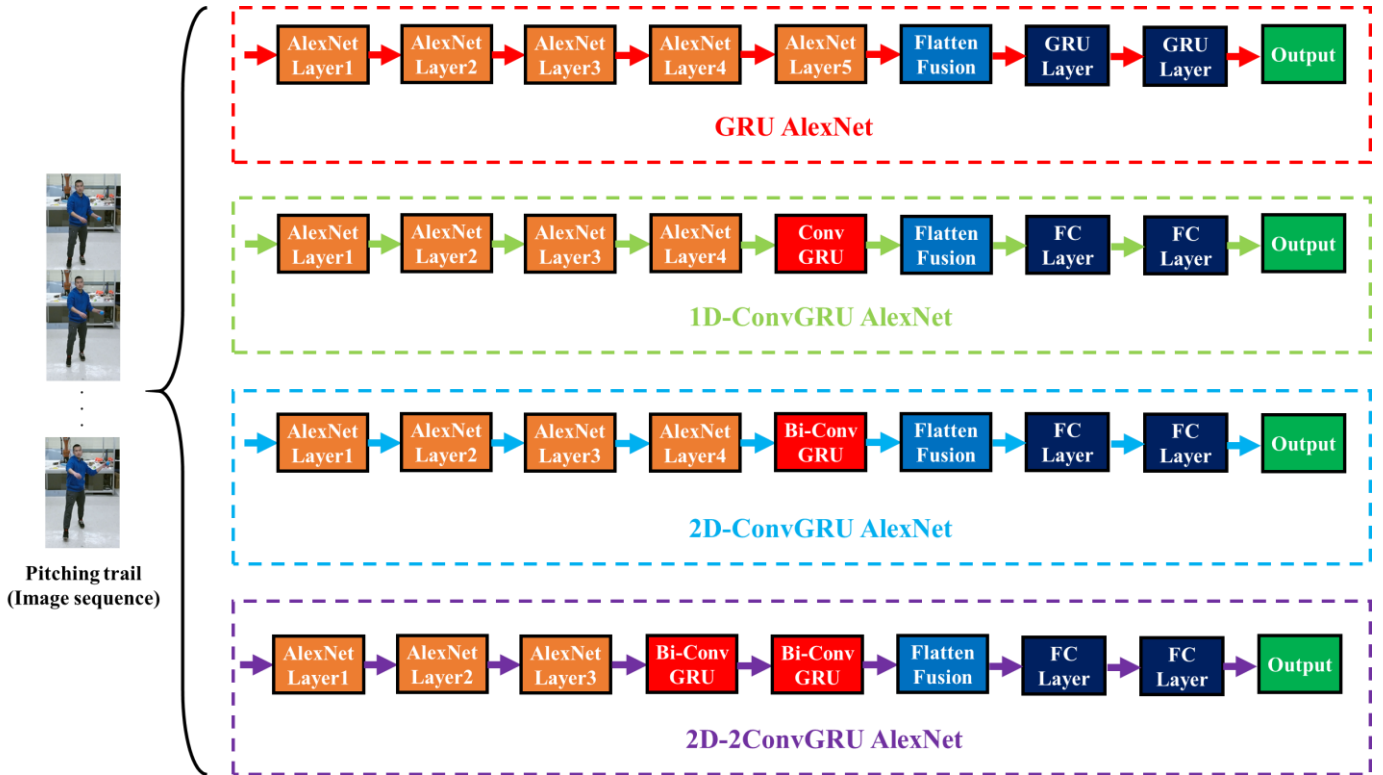 AlexNet
Layer1
AlexNet
Layer2
AlexNet
Layer3
AlexNet
Layer4
AlexNet
Layer5
Flatten
Fusion
GRU
Layer
GRU
Layer
Output
GRU AlexNet
AlexNet
Layer1
AlexNet
Layer2
AlexNet
Layer3
AlexNet
Layer4
Conv
GRU
Flatten
Fusion
FC
Layer
FC
Layer
Output
1D-ConvGRU AlexNet
AlexNet
Layer1
AlexNet
Layer2
AlexNet
Layer3
AlexNet
Layer4
Bi-Conv
GRU
Flatten
Fusion
FC
Layer
FC
Layer
Output
2D-ConvGRU AlexNet
Pitching trail
(Image sequence)
AlexNet
Layer1
AlexNet
Layer2
AlexNet
Layer3
Bi-Conv
GRU
Bi-Conv
GRU
Flatten
Fusion
FC
Layer
FC
Layer
Output
2D-2ConvGRU AlexNet